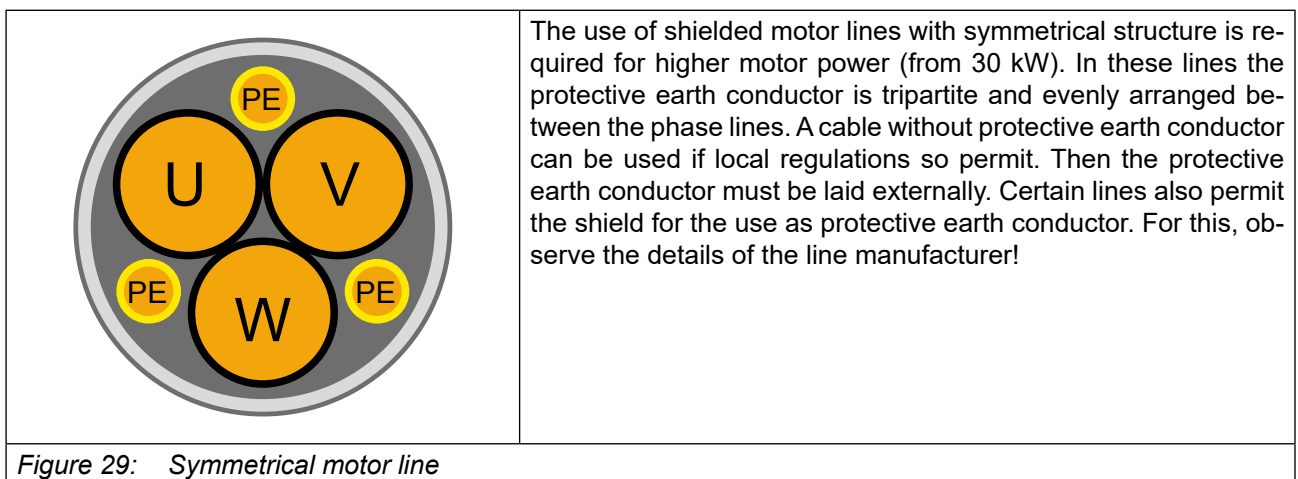 PE
U V
PE PE
W
The use of shielded motor lines with symmetrical structure is re-
quired for higher motor power (from 30 kW). In these lines the
protective earth conductor is tripartite and evenly arranged be-
tween the phase lines. A cable without protective earth conductor
can be used if local regulations so permit. Then the protective
earth conductor must be laid externally. Certain lines also permit
the shield for the use as protective earth conductor. For this, ob-
serve the details of the line manufacturer!
Figure 29: Symmetrical motor line